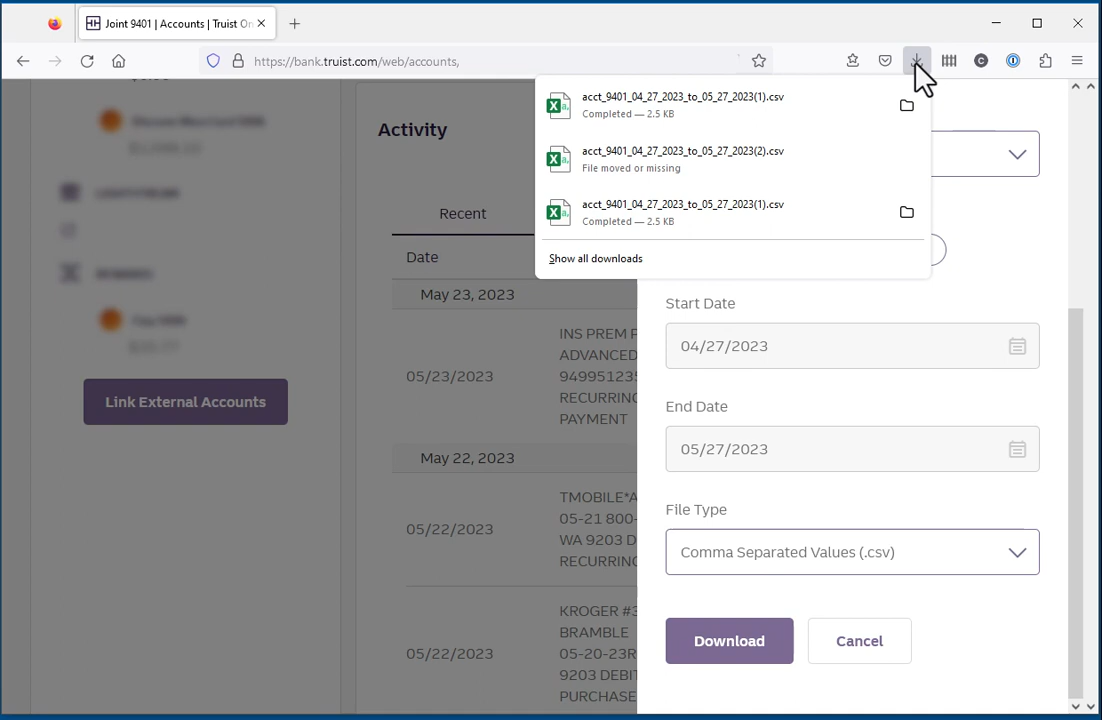 Joint 9401 | Accounts | Truist On
https://bank.truist.com/web/accounts,
acct_9401_04_27_2023_to_05_27_2023(1).csv
Completed — 2.5 KB
acct_9401_04_27_2023_to_05_27_2023(2).csv
File moved or missing
acct_9401_04_27_2023_to_05_27_2023(1).csv
Completed — 2.5 KB
Show all downloads
Link External Accounts
Activity
Recent
Date
May 23, 2023
05/23/2023
INS PREM P
ADVANCED
949951235
RECURRING
PAYMENT
May 22, 2023
05/22/2023
TMOBILE*A
05-21 800-
WA 9203 D
RECURRING
05/22/2023
KROGER #3
BRAMBLE
05-20-23R
9203 DEBIT
PURCHASE
Start Date
04/27/2023
End Date
05/27/2023
File Type
Comma Separated Values (.csv)
Download
Cancel